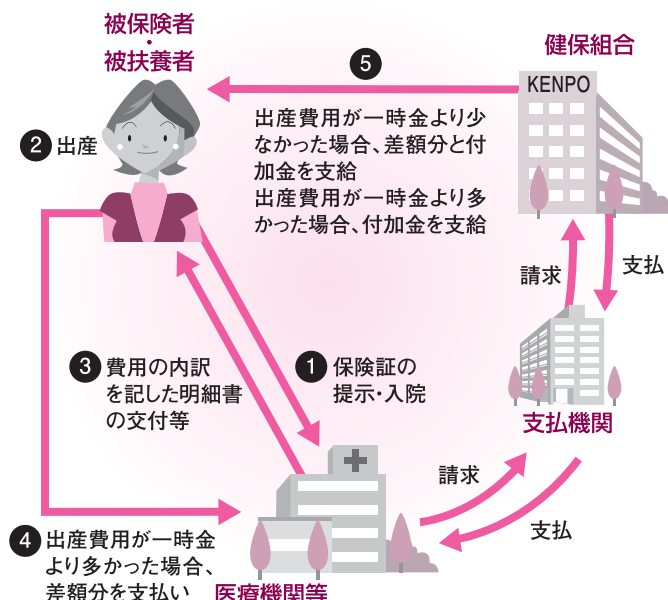 被保険者
・
被扶養者
健保組合
KENPO
5
出産費用が一時金より少
なかった場合、差額分と付
加金を支給
出産費用が一時金より多
かった場合、付加金を支給
2 出産
請求
支払
3 費用の内訳
を記した明細書
の交付等
1 保険証の
提示・入院
支払機関
請求
支払
4 出産費用が一時金
より多かった場合、
差額分を支払い
医療機関等